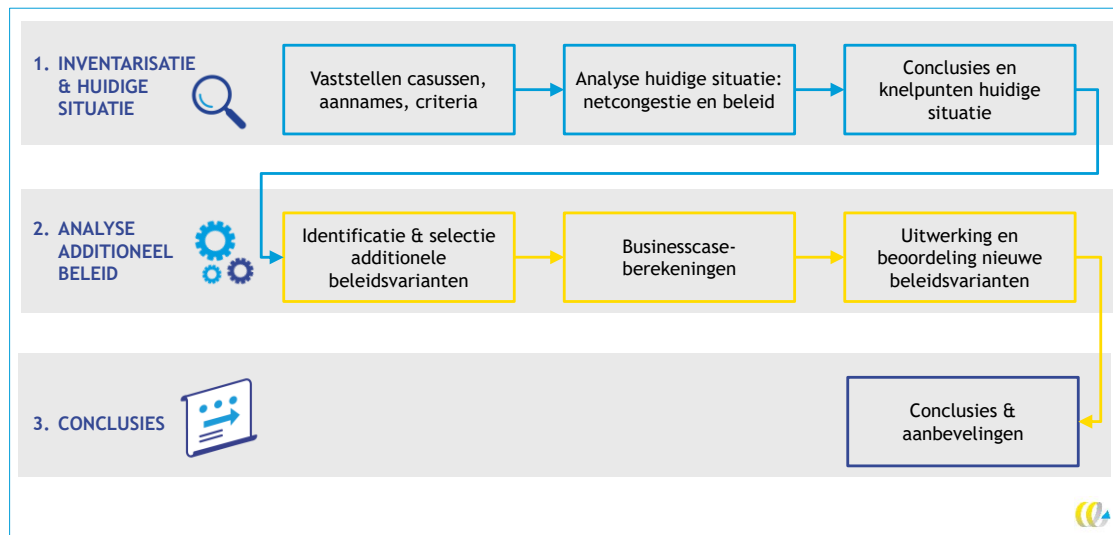 1. INVENTARISATIE
& HUIDIGE
SITUATIE
Vaststellen casussen,
aannames, criteria
Analyse huidige situatie:
netcongestie en beleid
Conclusies en
knelpunten huidige
situatie
2. ANALYSE
ADDITIONEEL
BELEID
Identificatie & selectie
additionele
beleidsvarianten
Businesscase-
berekeningen
Uitwerking en
beoordeling nieuwe
beleidsvarianten
3. CONCLUSIES
Conclusies &
aanbevelingen